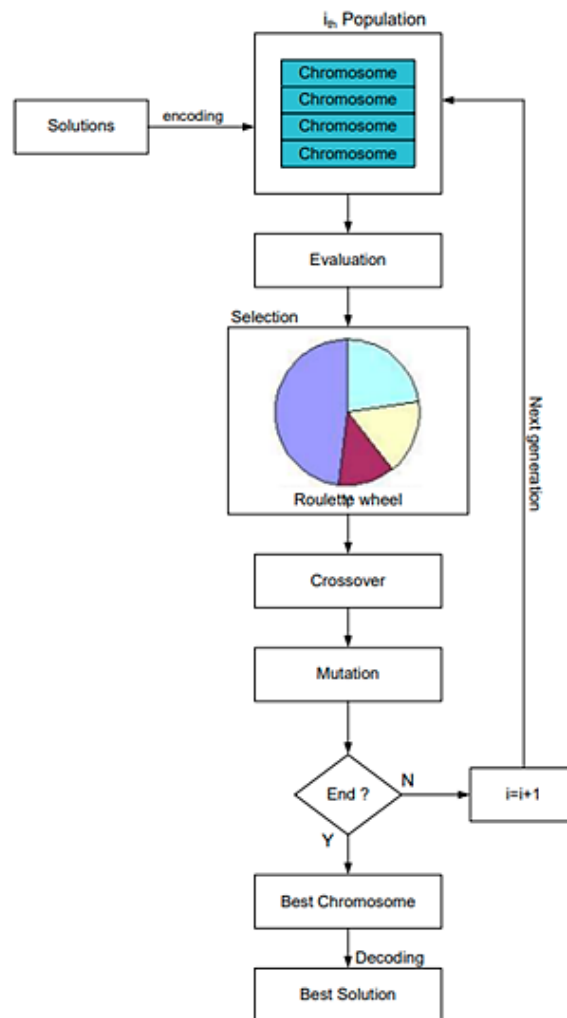 i_th Population
Chromosome
Chromosome
Chromosome
Chromosome
Solutions
encoding
Evaluation
Selection
Roulette wheel
Next generation
Crossover
Mutation
End ?
N
i=i+1
Y
Best Chromosome
Decoding
Best Solution